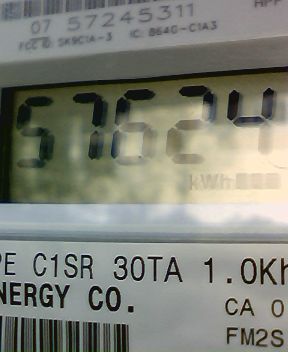 07 57245311
FCC ID: SK9C1A-3 IC: 864G-C1A3
57624
kWh
PE C1SR 30TA 1.0Kh
NERGY CO.
CA 0
FM2S